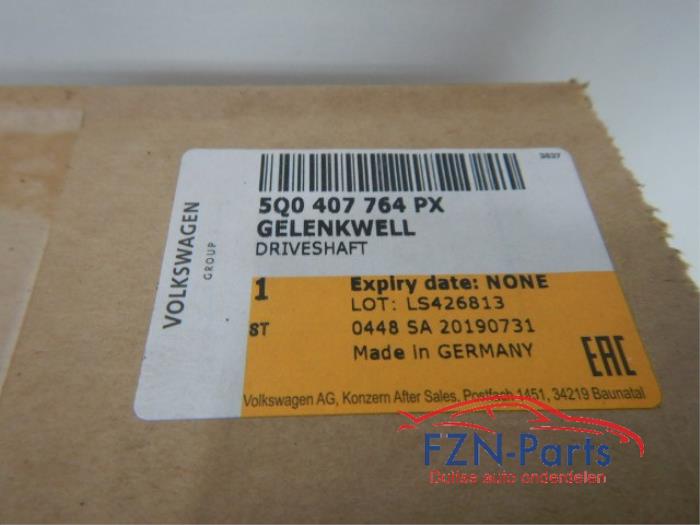 3837
5Q0 407 764 PX
GELENKWELL
DRIVESHAFT
VOLKSWAGEN
GROUP
1
ST
Expiry date: NONE
LOT: LS426813
0448 SA 20190731
Made in GERMANY
EAC
Volkswagen AG, Konzern After Sales, Postfach 1451, 34219 Baunatal
FZN-Parts
Duitse auto onderdelen